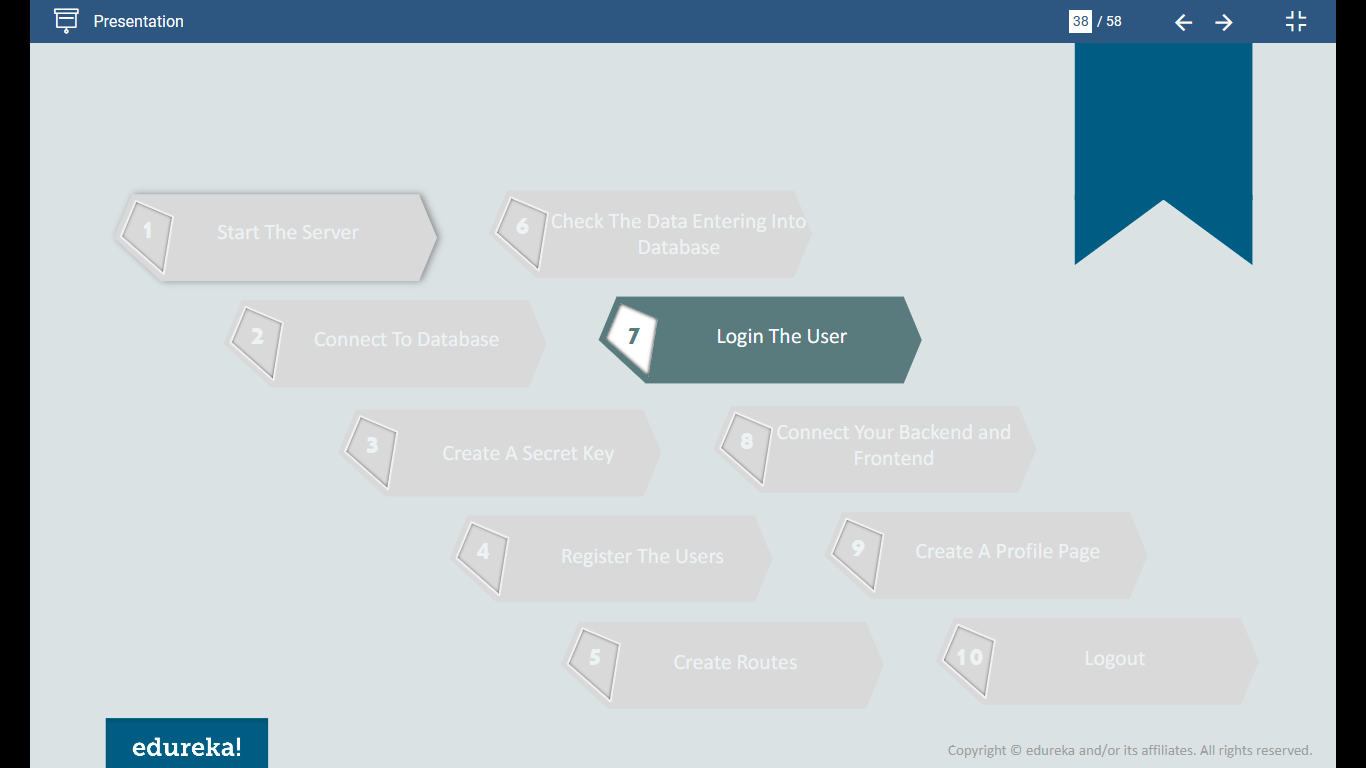 Presentation
38 / 58
1
Start The Server
2
Connect To Database
3
Create A Secret Key
4
Register The Users
5
Create Routes
6
Check The Data Entering Into
Database
7
Login The User
8
Connect Your Backend and
Frontend
9
Create A Profile Page
10
Logout
edureka!
Copyright © edureka and/or its affiliates. All rights reserved.